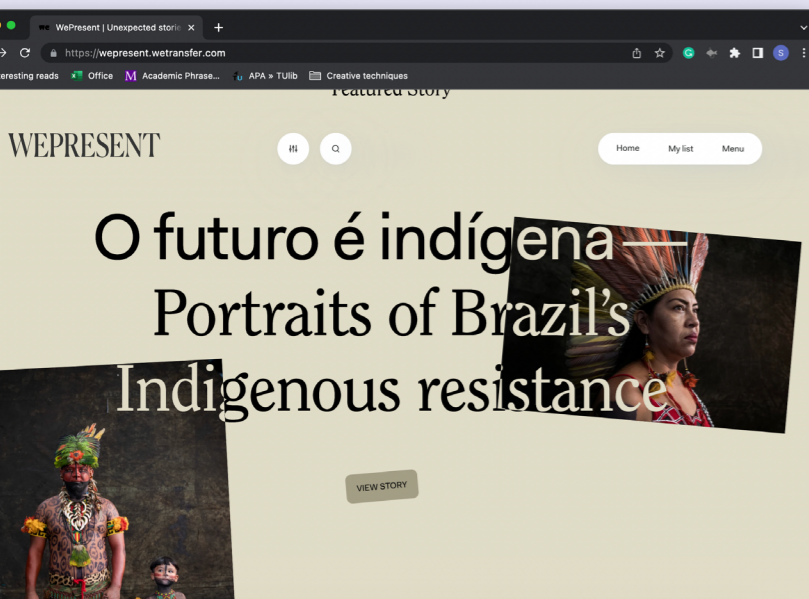 WePresent | Unexpected storie
https://wepresent.wetransfer.com
S
eresting reads Office Academic Phrase... APA » TUlib Creative techniques
Featured Story
WEPRESENT
Home My list Menu
O futuro é indígena—
Portraits of Brazil’s
Indigenous resistance
VIEW STORY